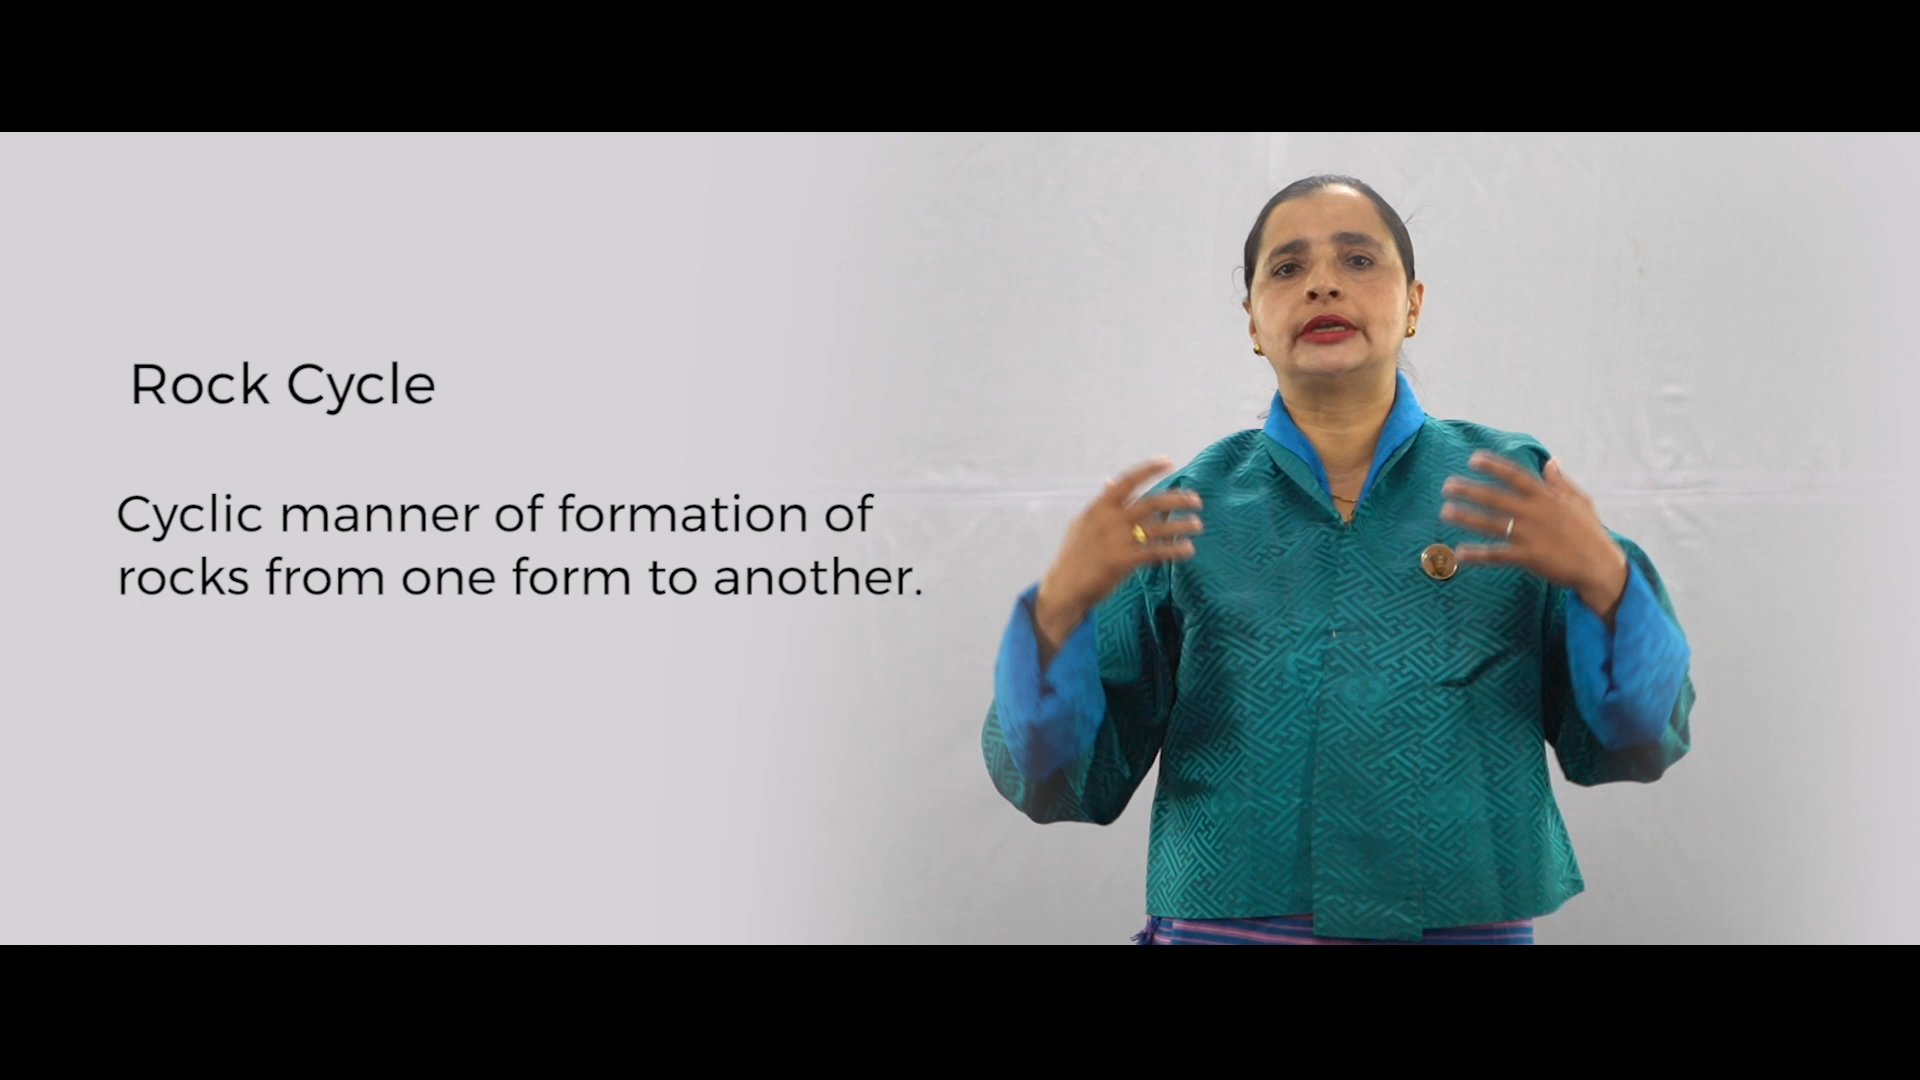 Rock Cycle
Cyclic manner of formation of
rocks from one form to another.